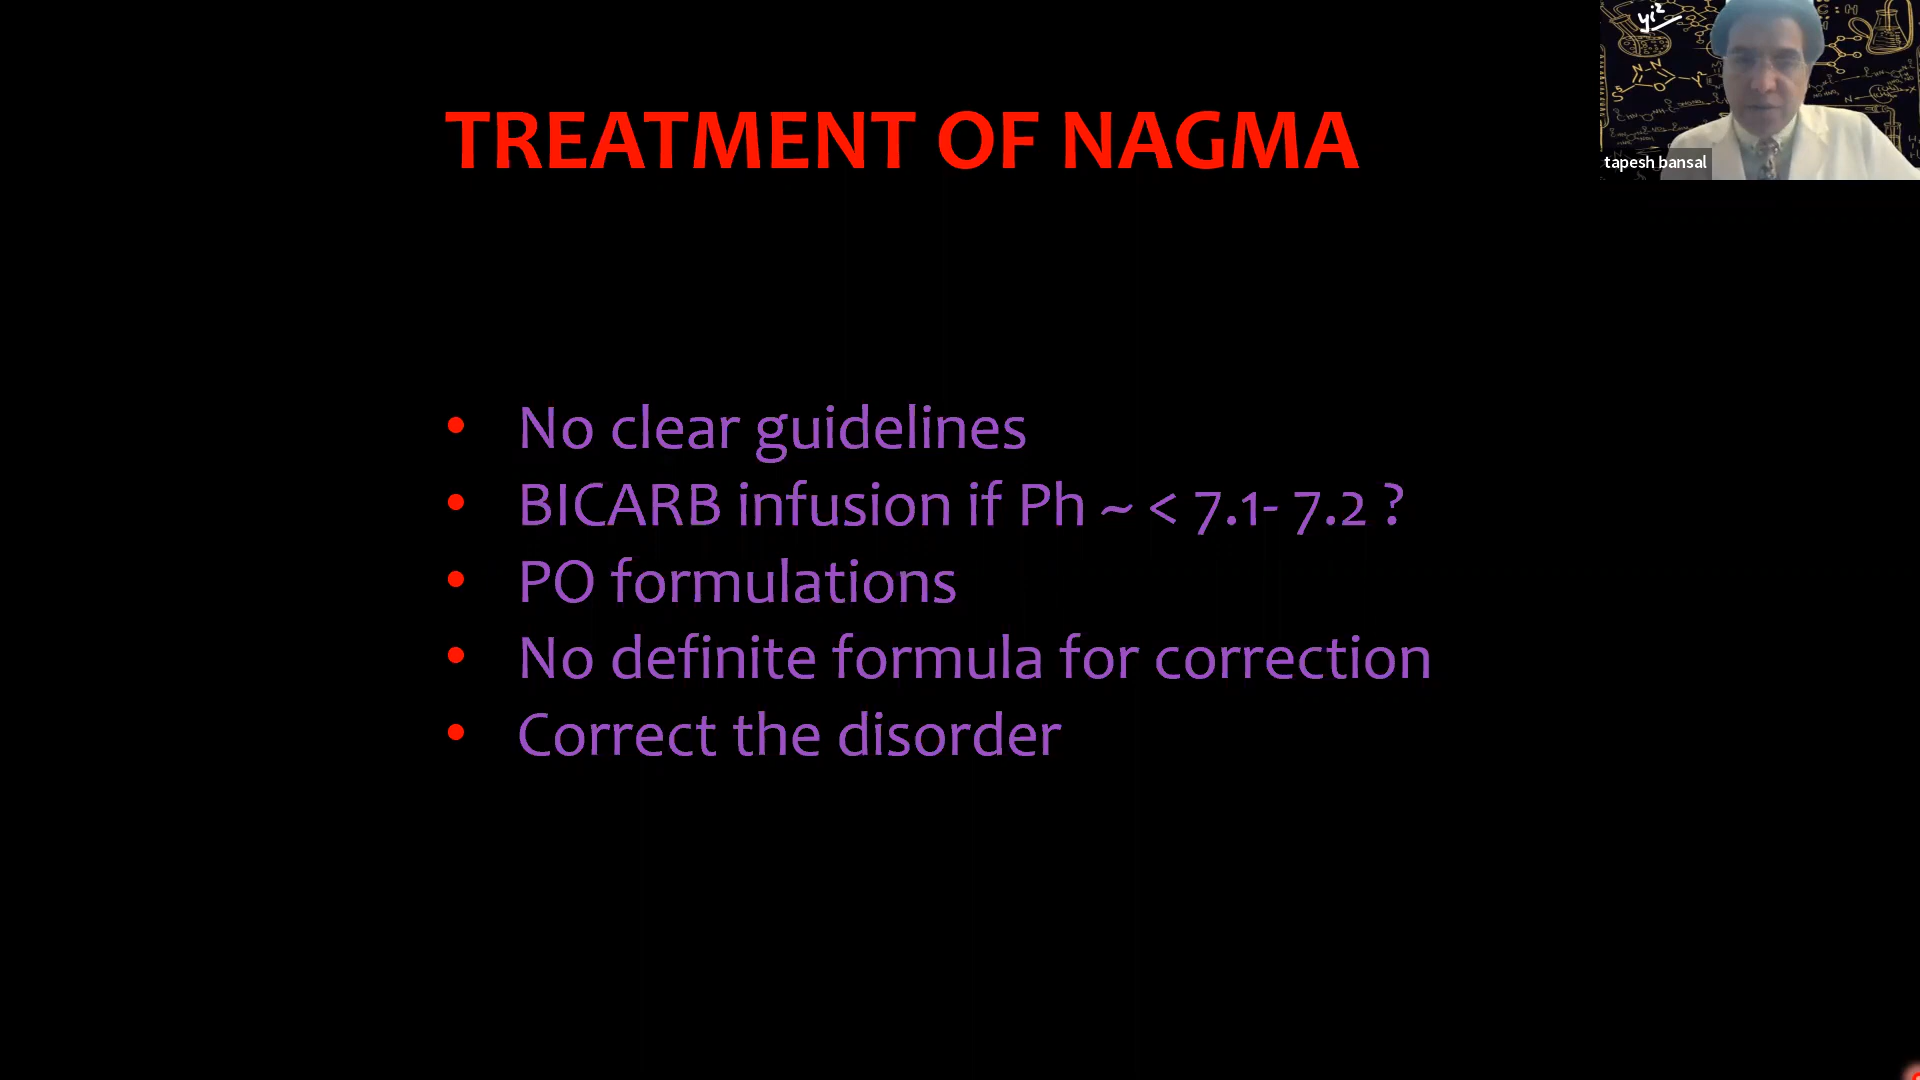 TREATMENT OF NAGMA
• No clear guidelines
• BICARB infusion if Ph ~ < 7.1- 7.2 ?
• PO formulations
• No definite formula for correction
• Correct the disorder
yi²
tapesh bansal